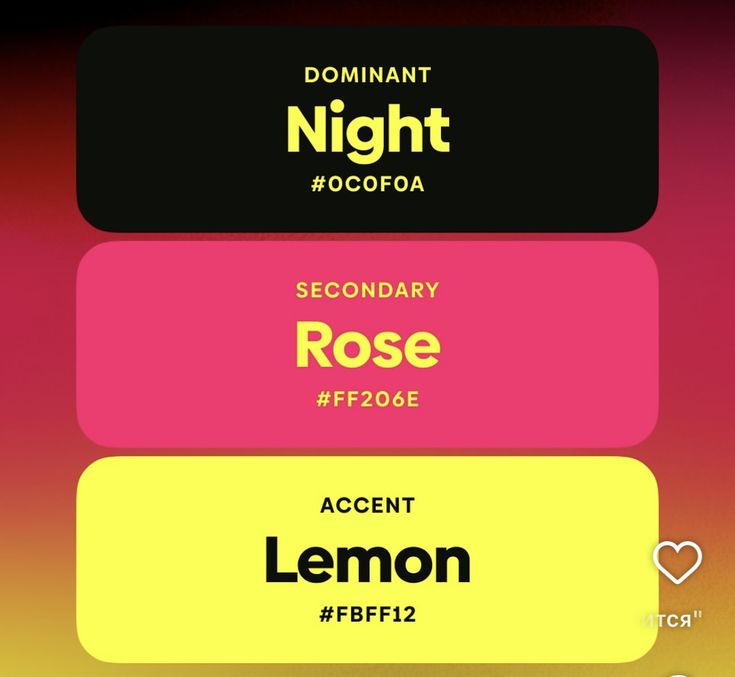 DOMINANT
Night
#0C0F0A
SECONDARY
Rose
#FF206E
ACCENT
Lemon
#FBFF12
ится"